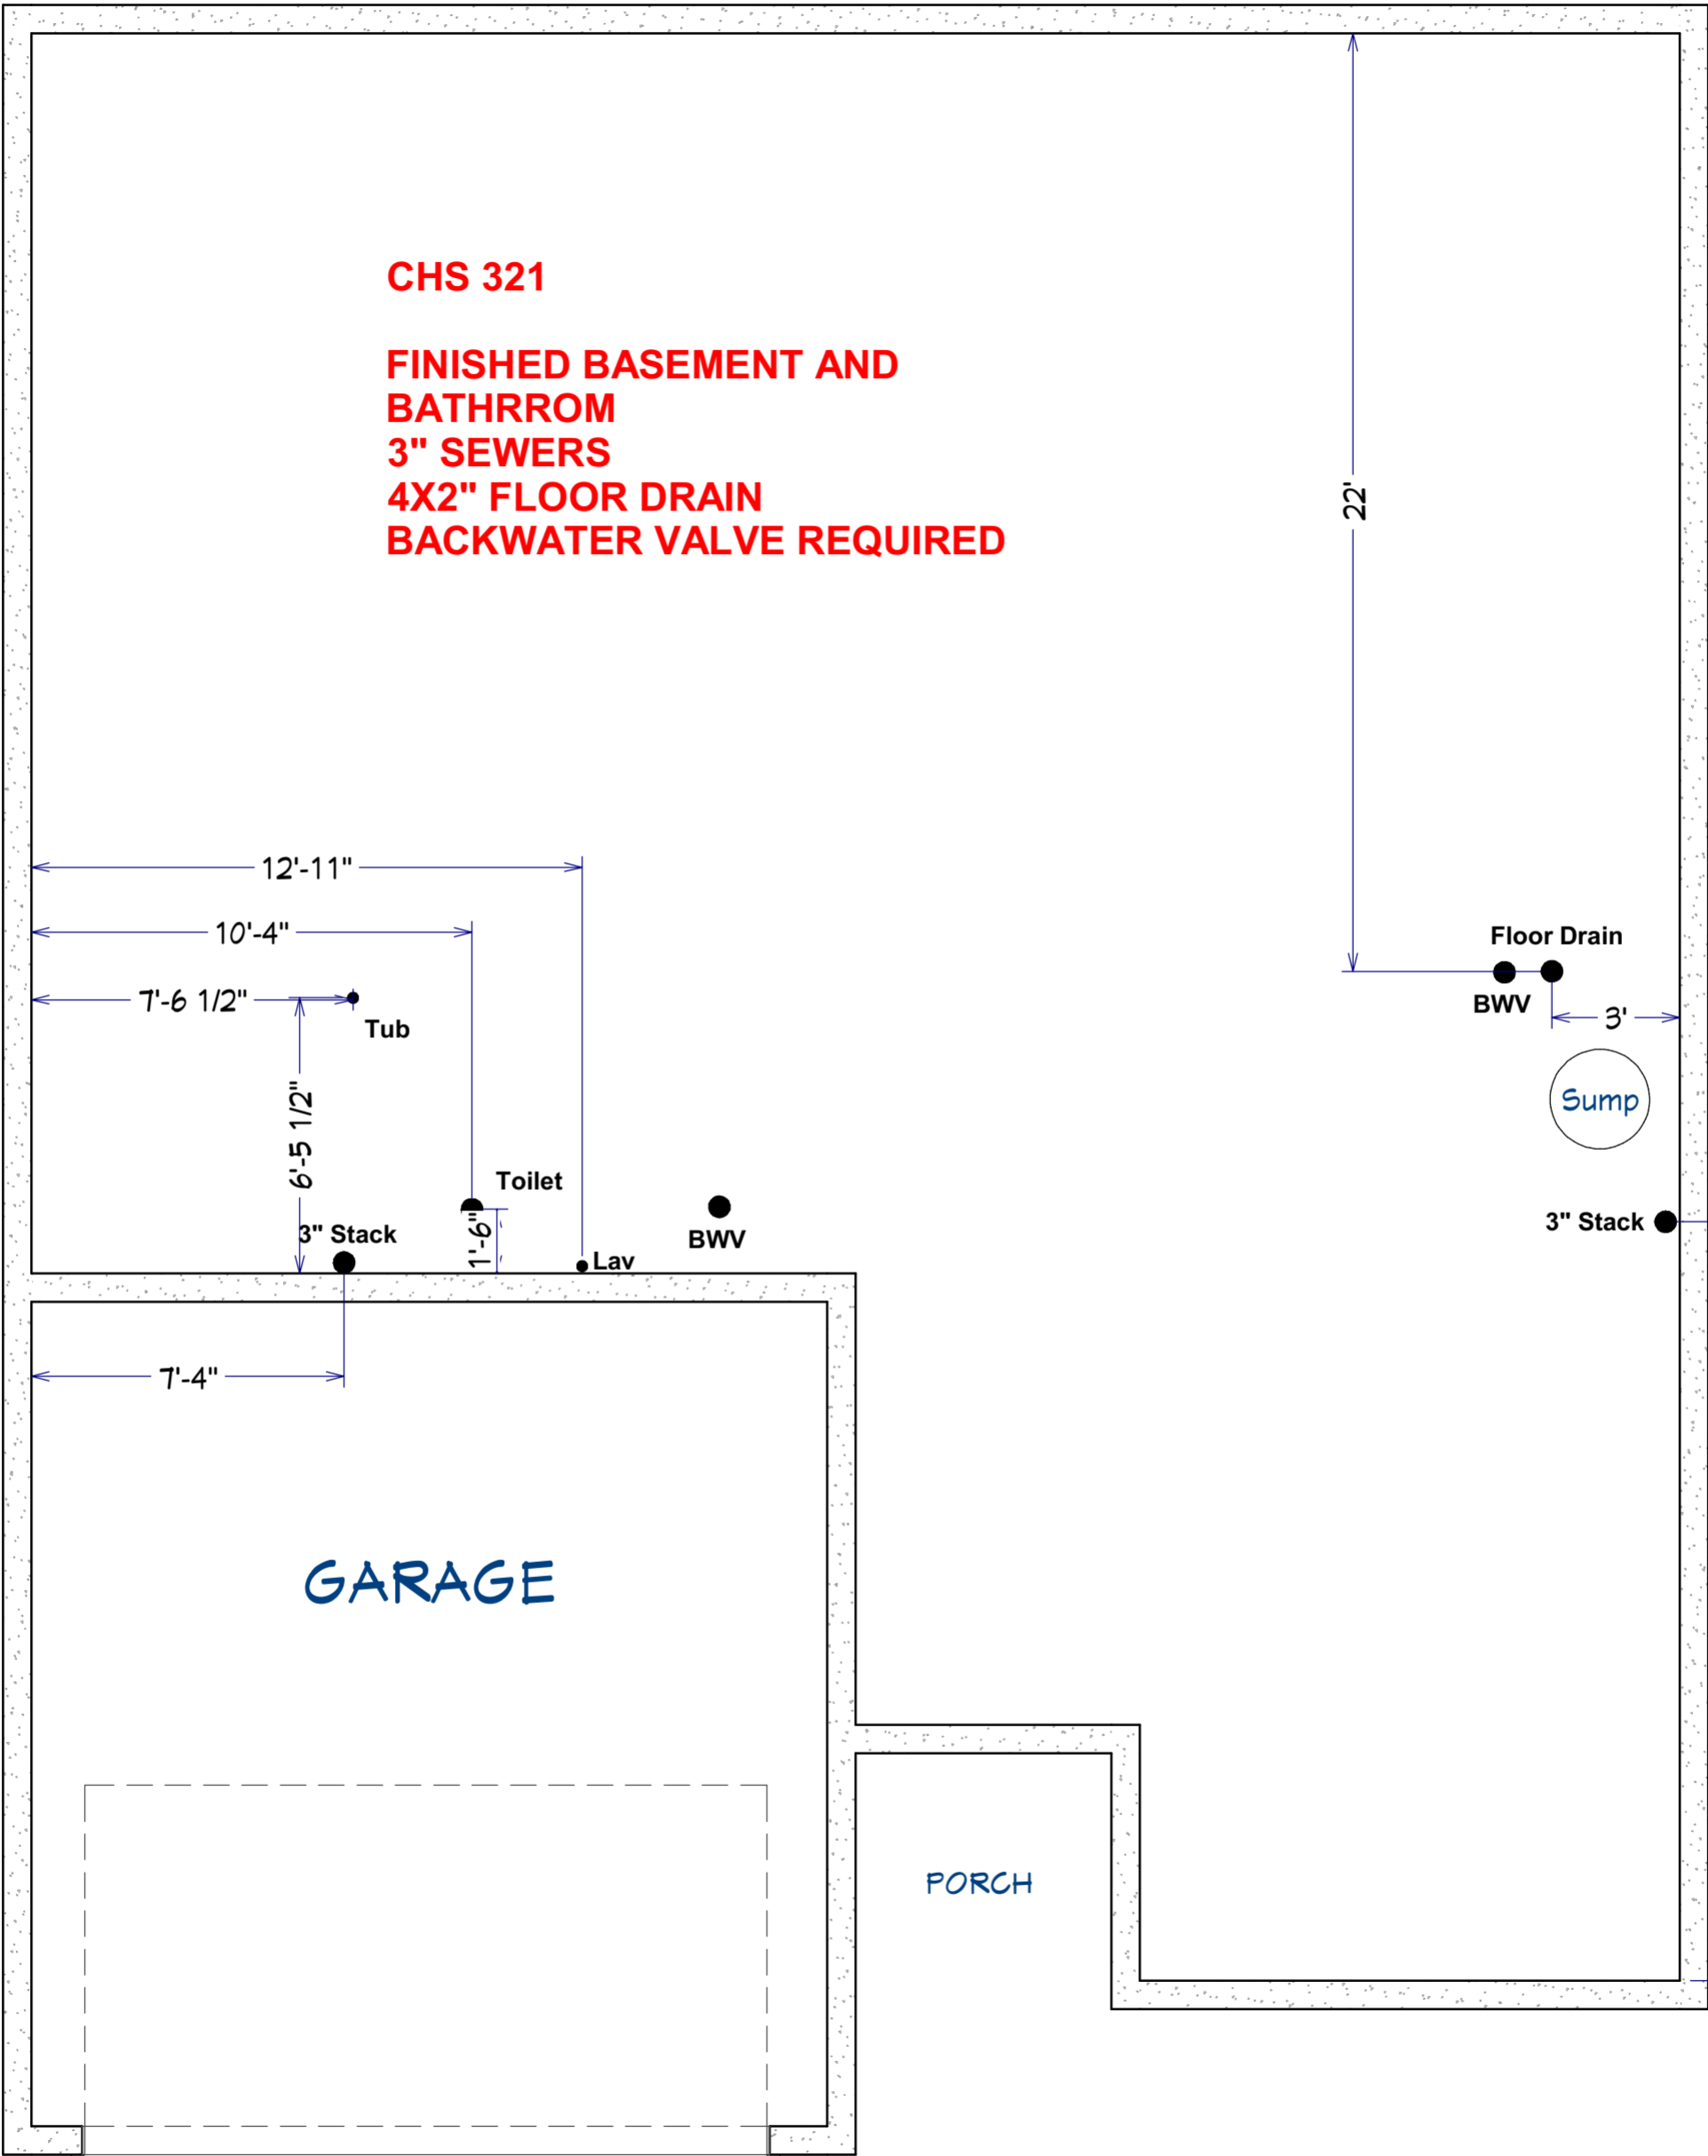 CHS 321
FINISHED BASEMENT AND
BATHRROM
3" SEWERS
4X2" FLOOR DRAIN
BACKWATER VALVE REQUIRED
22'
12'-11"
10'-4"
Floor Drain
7'-6 1/2"
BWV
3'
Tub
Sump
6'-5 1/2"
Toilet
3" Stack
3" Stack
1'-6"
BWV
Lav
7'-4"
GARAGE
PORCH